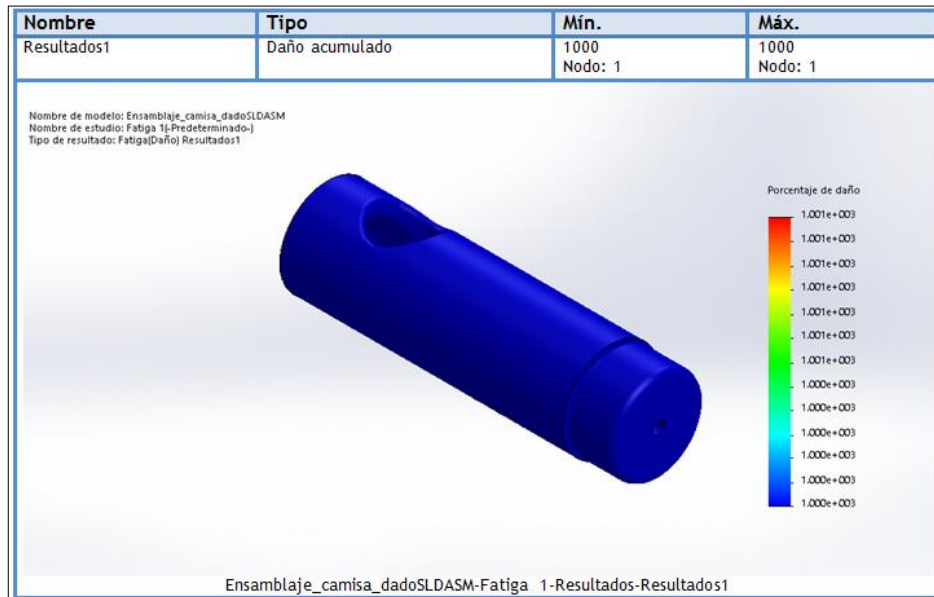 Nombre Tipo Mín. Máx.
Resultados1 Daño acumulado 1000 1000
Nodo: 1 Nodo: 1
Nombre de modelo: Ensamblaje_camisa_dadoSLDASM
Nombre de estudio: Fatiga 1(-Predeterminado-)
Tipo de resultado: Fatiga(Daño) Resultados1
Porcentaje de daño
1.001e+003
1.001e+003
1.001e+003
1.001e+003
1.001e+003
1.001e+003
1.001e+003
1.000e+003
1.000e+003
1.000e+003
1.000e+003
1.000e+003
1.000e+003
Ensamblaje_camisa_dadoSLDASM-Fatiga 1-Resultados-Resultados1